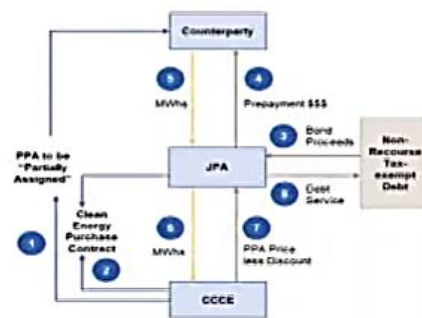 Counterparty
5
4
MWhs
Prepayment $$$
3
Bond
Proceeds
Non-
Recourse
Tax-
exempt
Debt
PPA to be
"Partially
Assigned"
JPA
8
Debt
Service
Clean
Energy
Purchase
Contract
1
2
6
7
MWhs
PPA Price
less Discount
CCCE